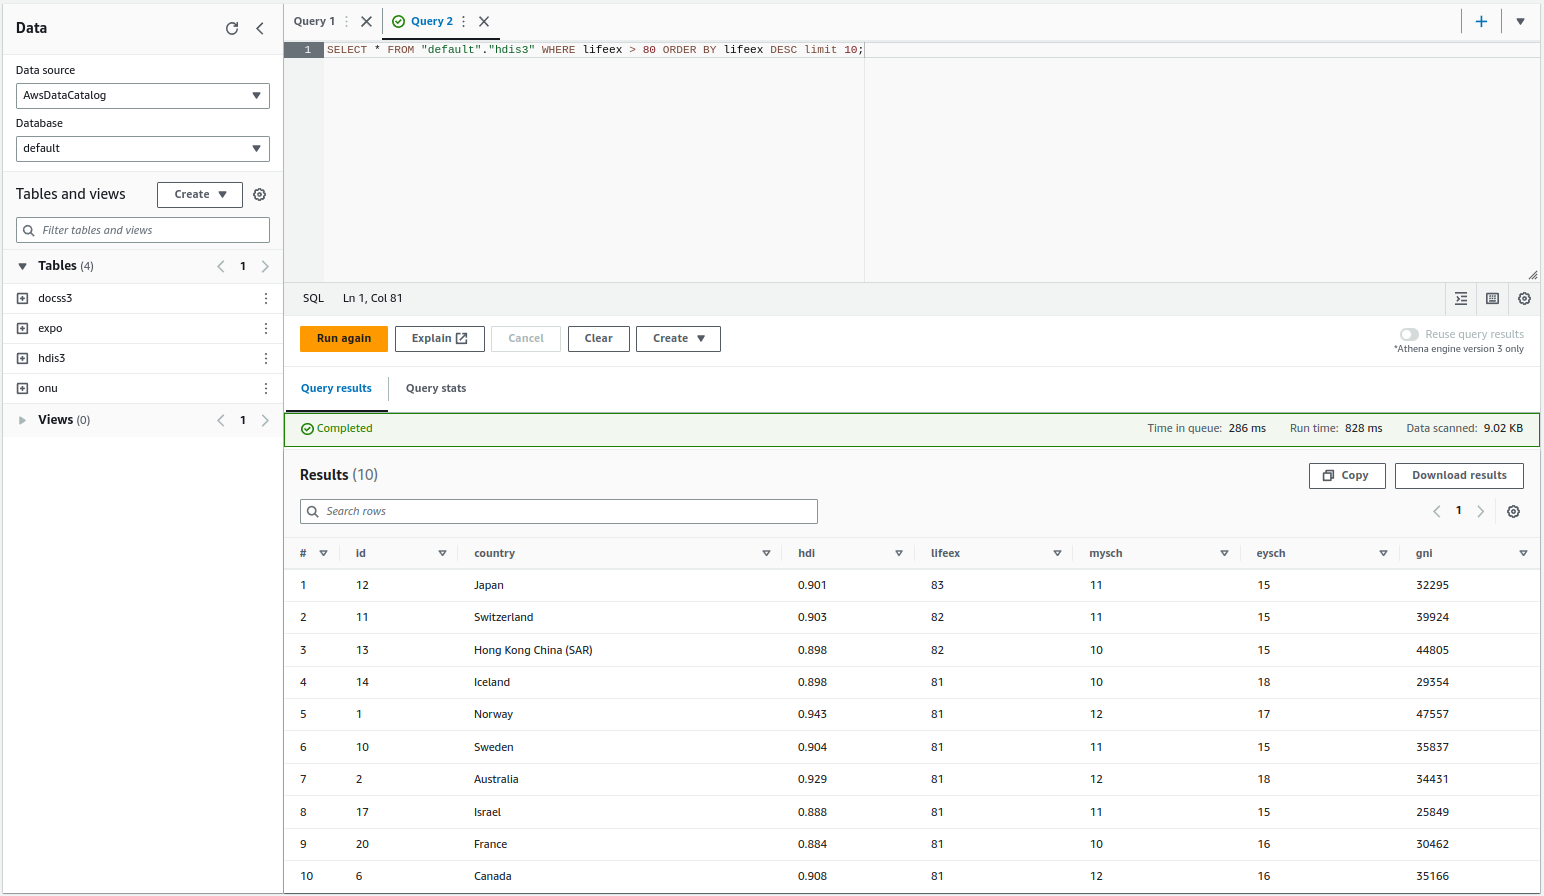 Data
Data source
AwsDataCatalog
Database
default
Tables and views
Create
Filter tables and views
Tables (4)
1
docss3
expo
hdis3
onu
Views (0)
1
Query 1
Query 2
1 SELECT * FROM "default"."hdis3" WHERE lifeex > 80 ORDER BY lifeex DESC limit 10;
SQL Ln 1, Col 81
Run again Explain Cancel Clear Create
Reuse query results
*Athena engine version 3 only
Query results Query stats
Completed Time in queue: 286 ms Run time: 828 ms Data scanned: 9.02 KB
Results (10) Copy Download results
Search rows 1
# id country hdi lifeex mysch eysch gni
1 12 Japan 0.901 83 11 15 32295
2 11 Switzerland 0.903 82 11 15 39924
3 13 Hong Kong China (SAR) 0.898 82 10 15 44805
4 14 Iceland 0.898 81 10 18 29354
5 1 Norway 0.943 81 12 17 47557
6 10 Sweden 0.904 81 11 15 35837
7 2 Australia 0.929 81 12 18 34431
8 17 Israel 0.888 81 11 15 25849
9 20 France 0.884 81 10 16 30462
10 6 Canada 0.908 81 12 16 35166